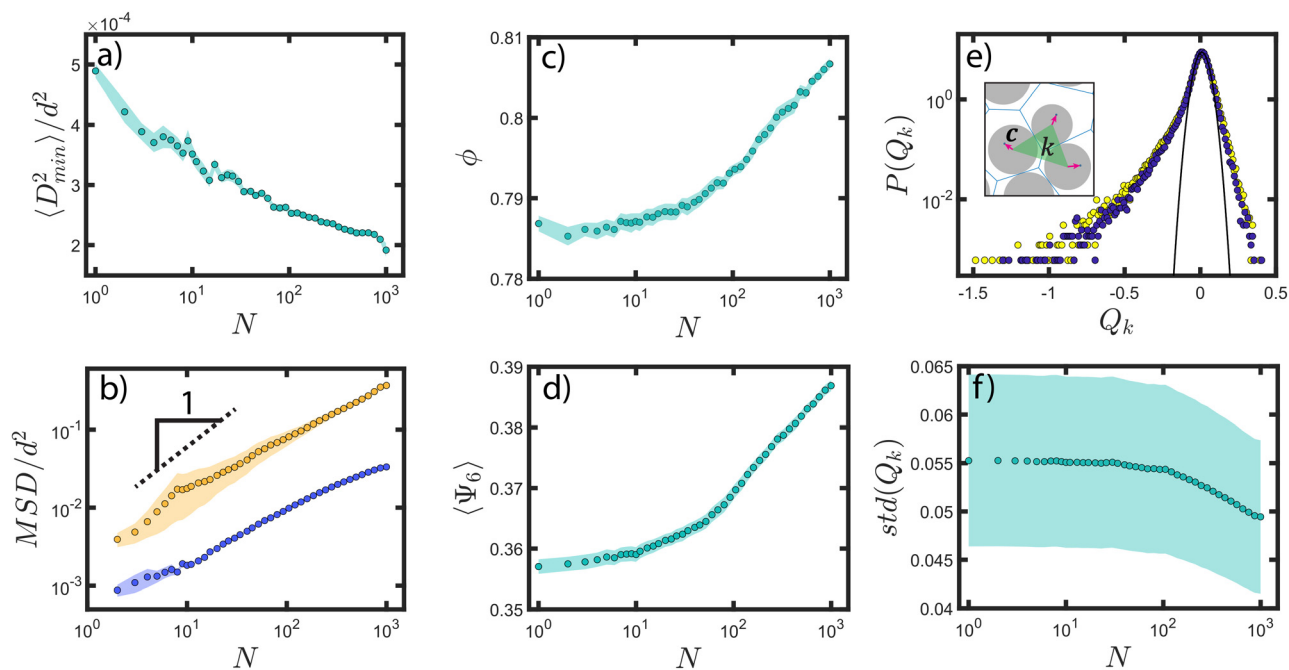 ×10⁻⁴
a)
5
4
3
2
⟨D²min⟩/d²
10⁰ 10¹ 10² 10³
N
c)
0.81
0.8
0.79
0.78
ϕ
10⁰ 10¹ 10² 10³
N
e)
c
k
10⁰
10⁻²
P(Qₖ)
-1.5 -1 -0.5 0 0.5
Qₖ
b)
1
10⁻¹
10⁻²
10⁻³
MSD/d²
10⁰ 10¹ 10² 10³
N
d)
0.39
0.38
0.37
0.36
0.35
⟨Ψ₆⟩
10⁰ 10¹ 10² 10³
N
f)
0.065
0.06
0.055
0.05
0.045
0.04
std(Qₖ)
10⁰ 10¹ 10² 10³
N